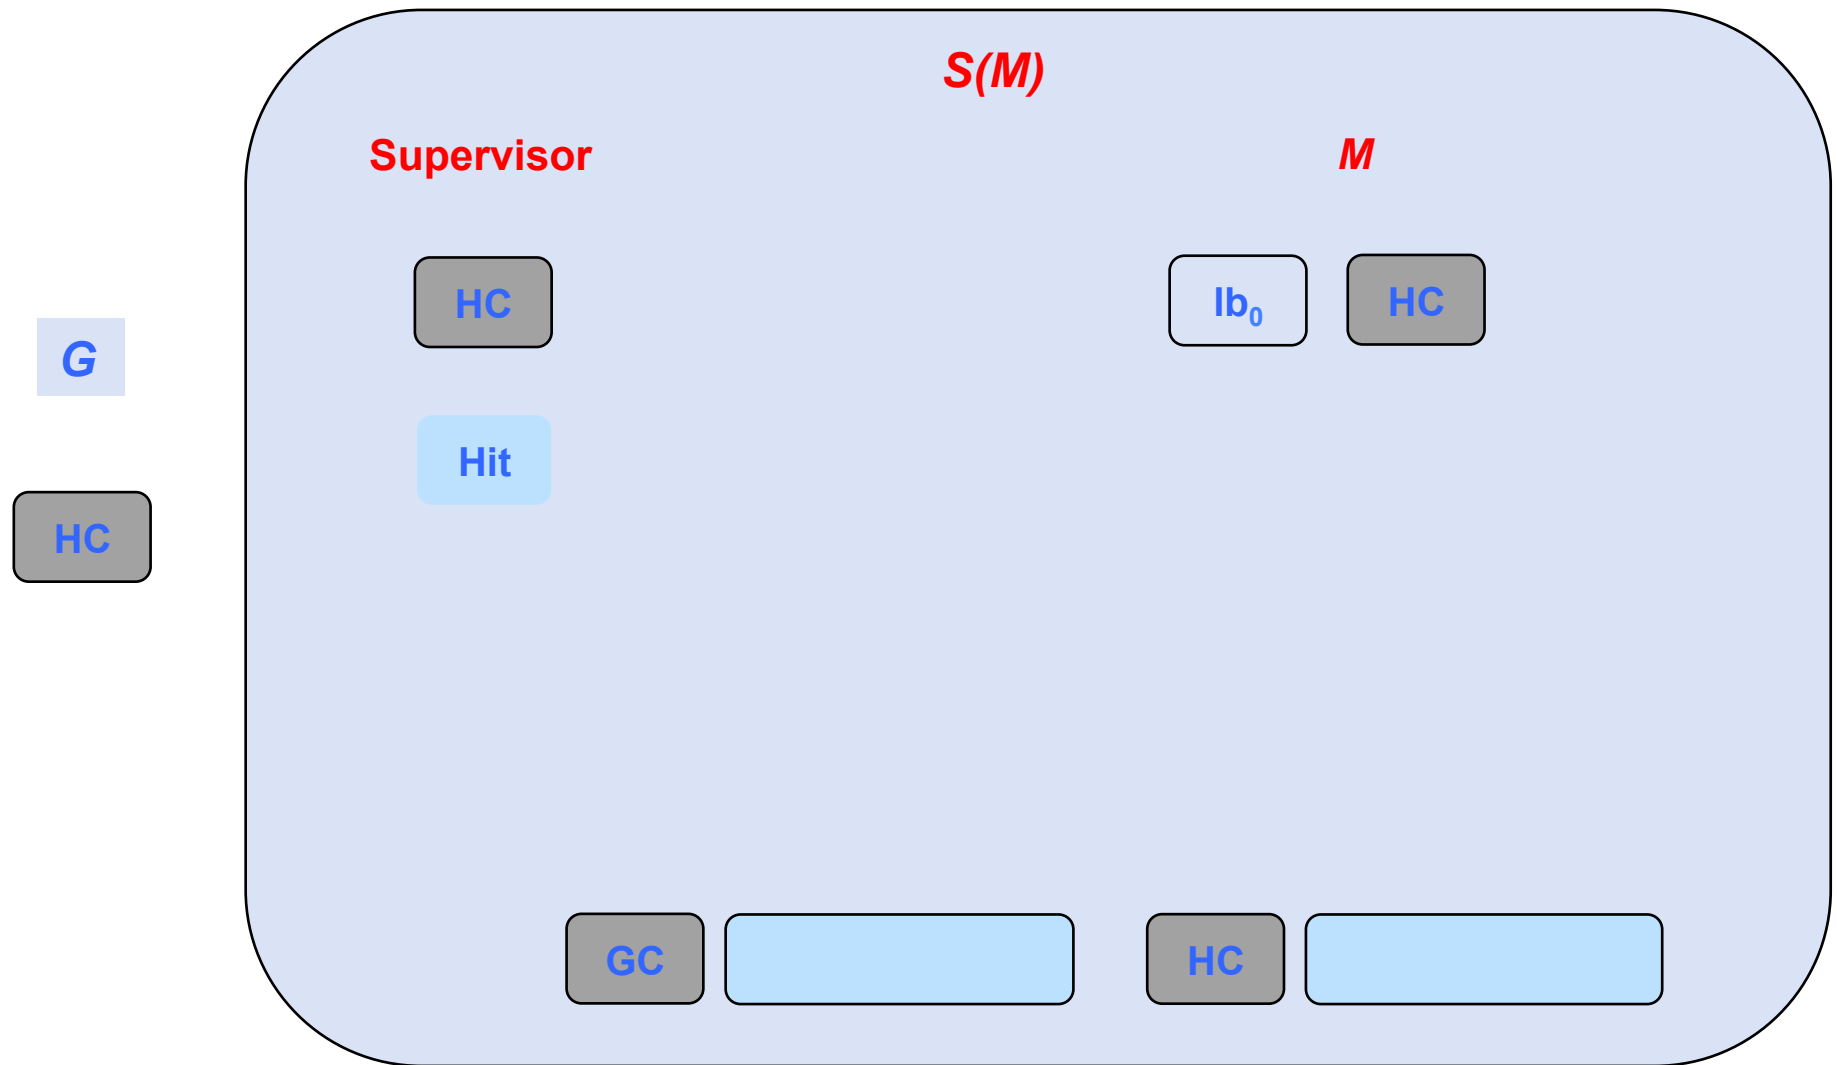 S(M)
Supervisor
M
HC
Ib₀
HC
G
Hit
HC
GC
HC